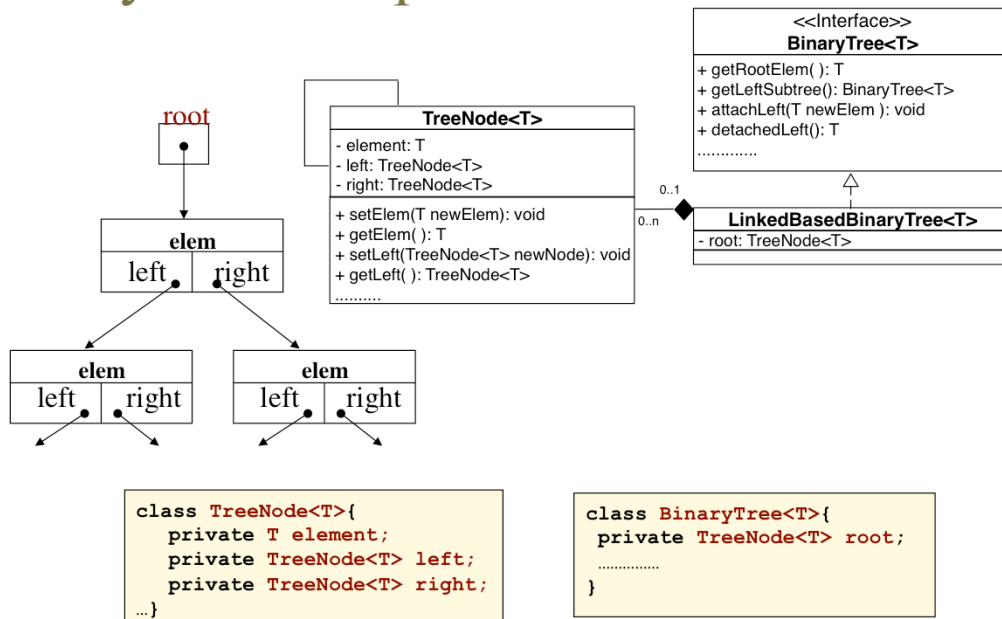 root
elem
left right
elem
left right
elem
left right
TreeNode<T>
- element: T
- left: TreeNode<T>
- right: TreeNode<T>
+ setElem(T newElem): void
+ getElem( ): T
+ setLeft(TreeNode<T> newNode): void
+ getLeft( ): TreeNode<T>
..........
<<Interface>>
BinaryTree<T>
+ getRootElem( ): T
+ getLeftSubtree(): BinaryTree<T>
+ attachLeft(T newElem ): void
+ detachedLeft(): T
.............
0..1
0..n
LinkedBasedBinaryTree<T>
- root: TreeNode<T>
class TreeNode<T>{
private T element;
private TreeNode<T> left;
private TreeNode<T> right;
...}
class BinaryTree<T>{
private TreeNode<T> root;
...............
}